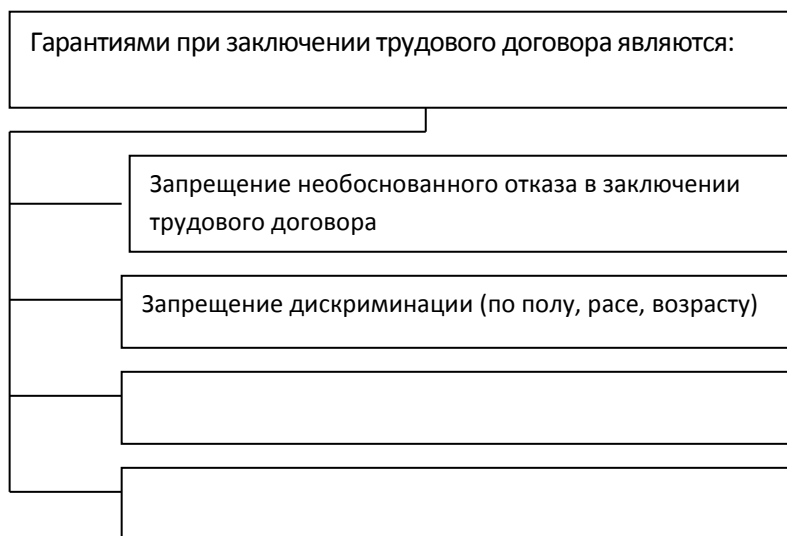 Гарантиями при заключении трудового договора являются:
Запрещение необоснованного отказа в заключении
трудового договора
Запрещение дискриминации (по полу, расе, возрасту)